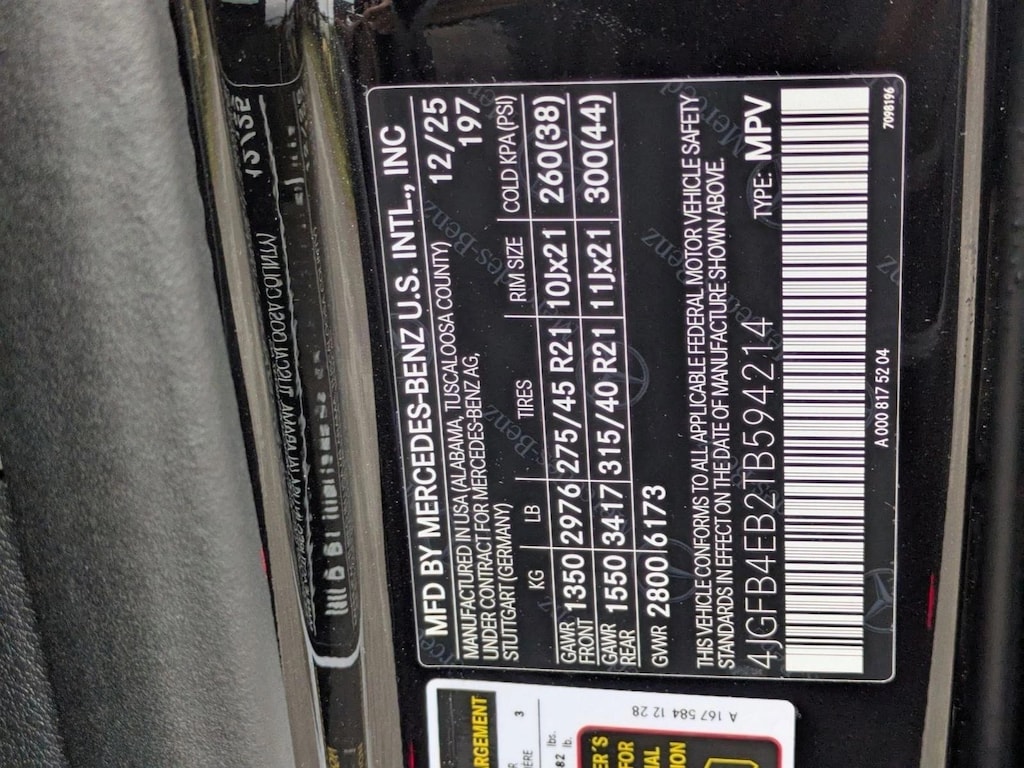 MFD BY MERCEDES-BENZ U.S. INTL., INC
MANUFACTURED IN USA (ALABAMA, TUSCALOOSA COUNTY) 12/25
UNDER CONTRACT FOR MERCEDES-BENZ AG, 197
STUTTGART (GERMANY)
KG LB TIRES RIM SIZE COLD KPA (PSI)
GAWR FRONT 1350 2976 275/45 R21 10Jx21 260(38)
GAWR REAR 1550 3417 315/40 R21 11Jx21 300(44)
GVWR 2800 6173
THIS VEHICLE CONFORMS TO ALL APPLICABLE FEDERAL MOTOR VEHICLE SAFETY
STANDARDS IN EFFECT ON THE DATE OF MANUFACTURE SHOWN ABOVE.
4JGFB4EB2TB594214 TYPE: MPV
A 000 817 52 04
7098196
A 167 584 12 28